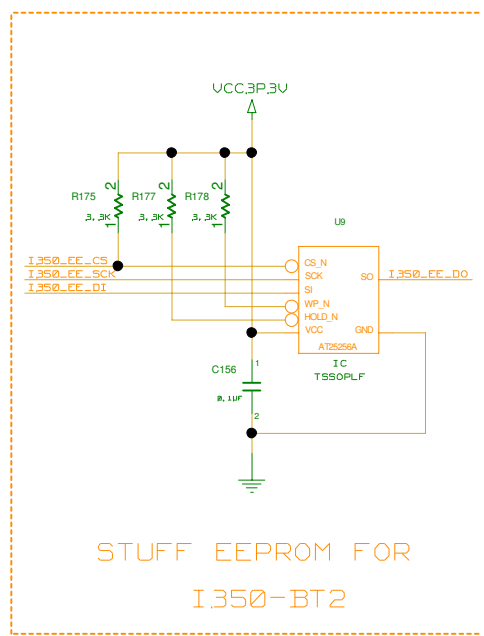 VCC3P3V
R175 2 1 3.3K
R177 2 1 3.3K
R178 2 1 3.3K
U9
I350_EE_CS
I350_EE_SCK
I350_EE_DI
CS_N
SCK
SI
WP_N
HOLD_N
VCC
SO
GND
I350_EE_DO
AT25256A
IC
TSSOPLF
C156
1
0.1UF
2
STUFF EEPROM FOR
I350-BT2